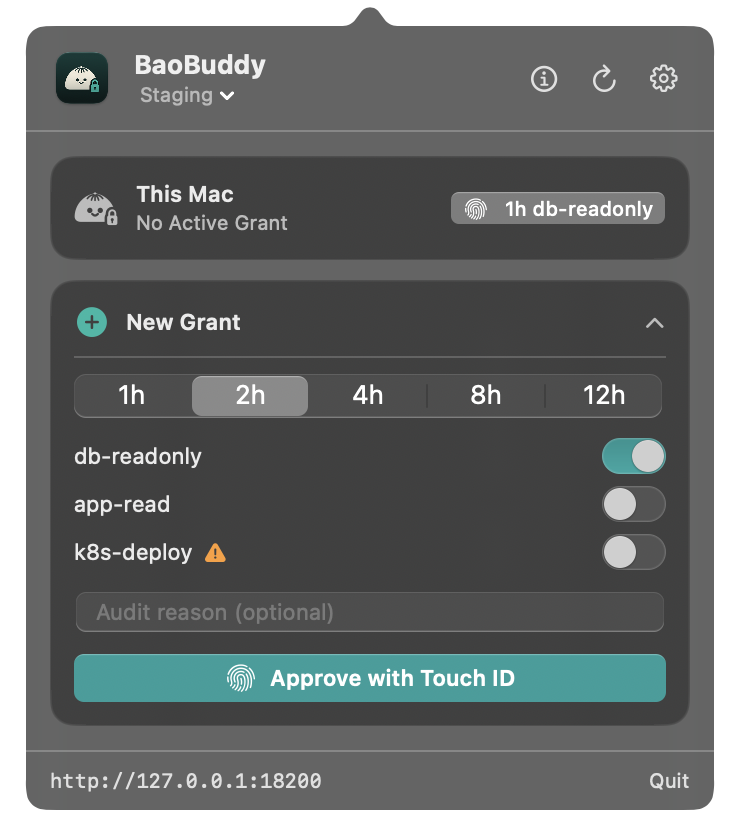 BaoBuddy
Staging
This Mac
No Active Grant
1h db-readonly
New Grant
1h 2h 4h 8h 12h
db-readonly
app-read
k8s-deploy
Audit reason (optional)
Approve with Touch ID
http://127.0.0.1:18200 Quit